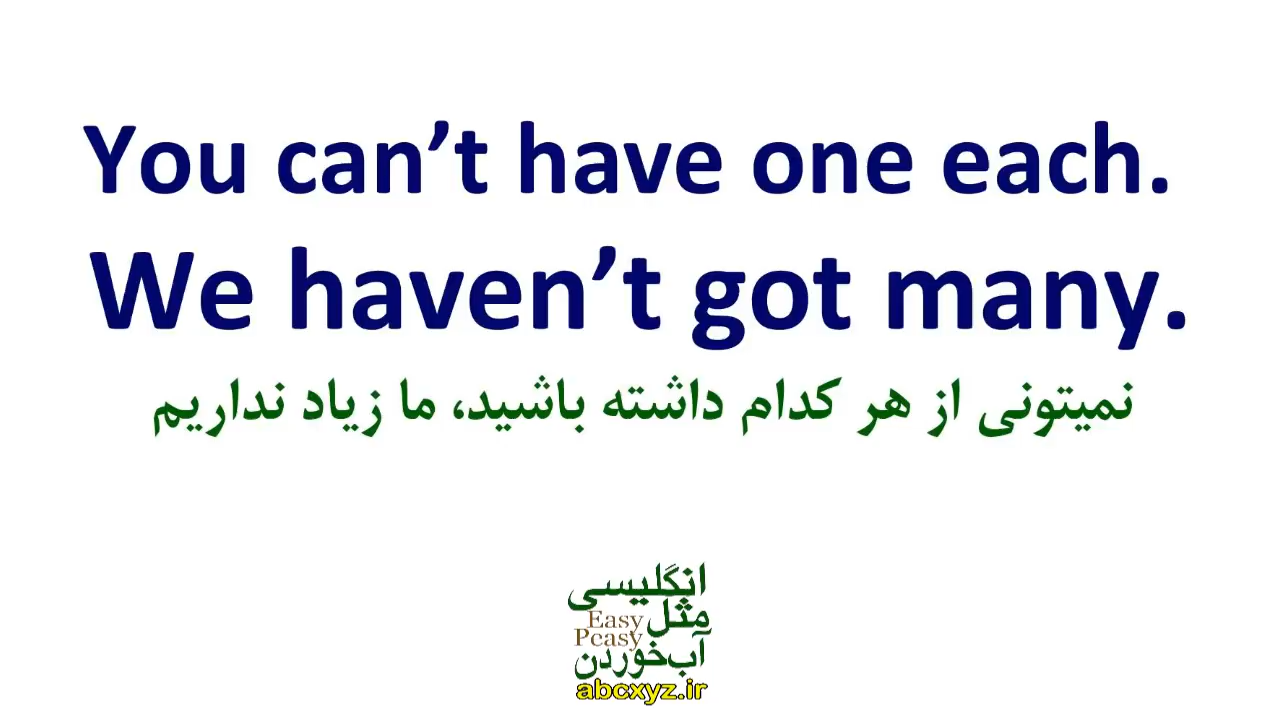 You can’t have one each.
We haven’t got many.
نمیتونی از هر کدام داشته باشید، ما زیاد نداریم
انگلیسی
مثل
Easy
Peasy
آب‌خوردن
abcxyz.ir